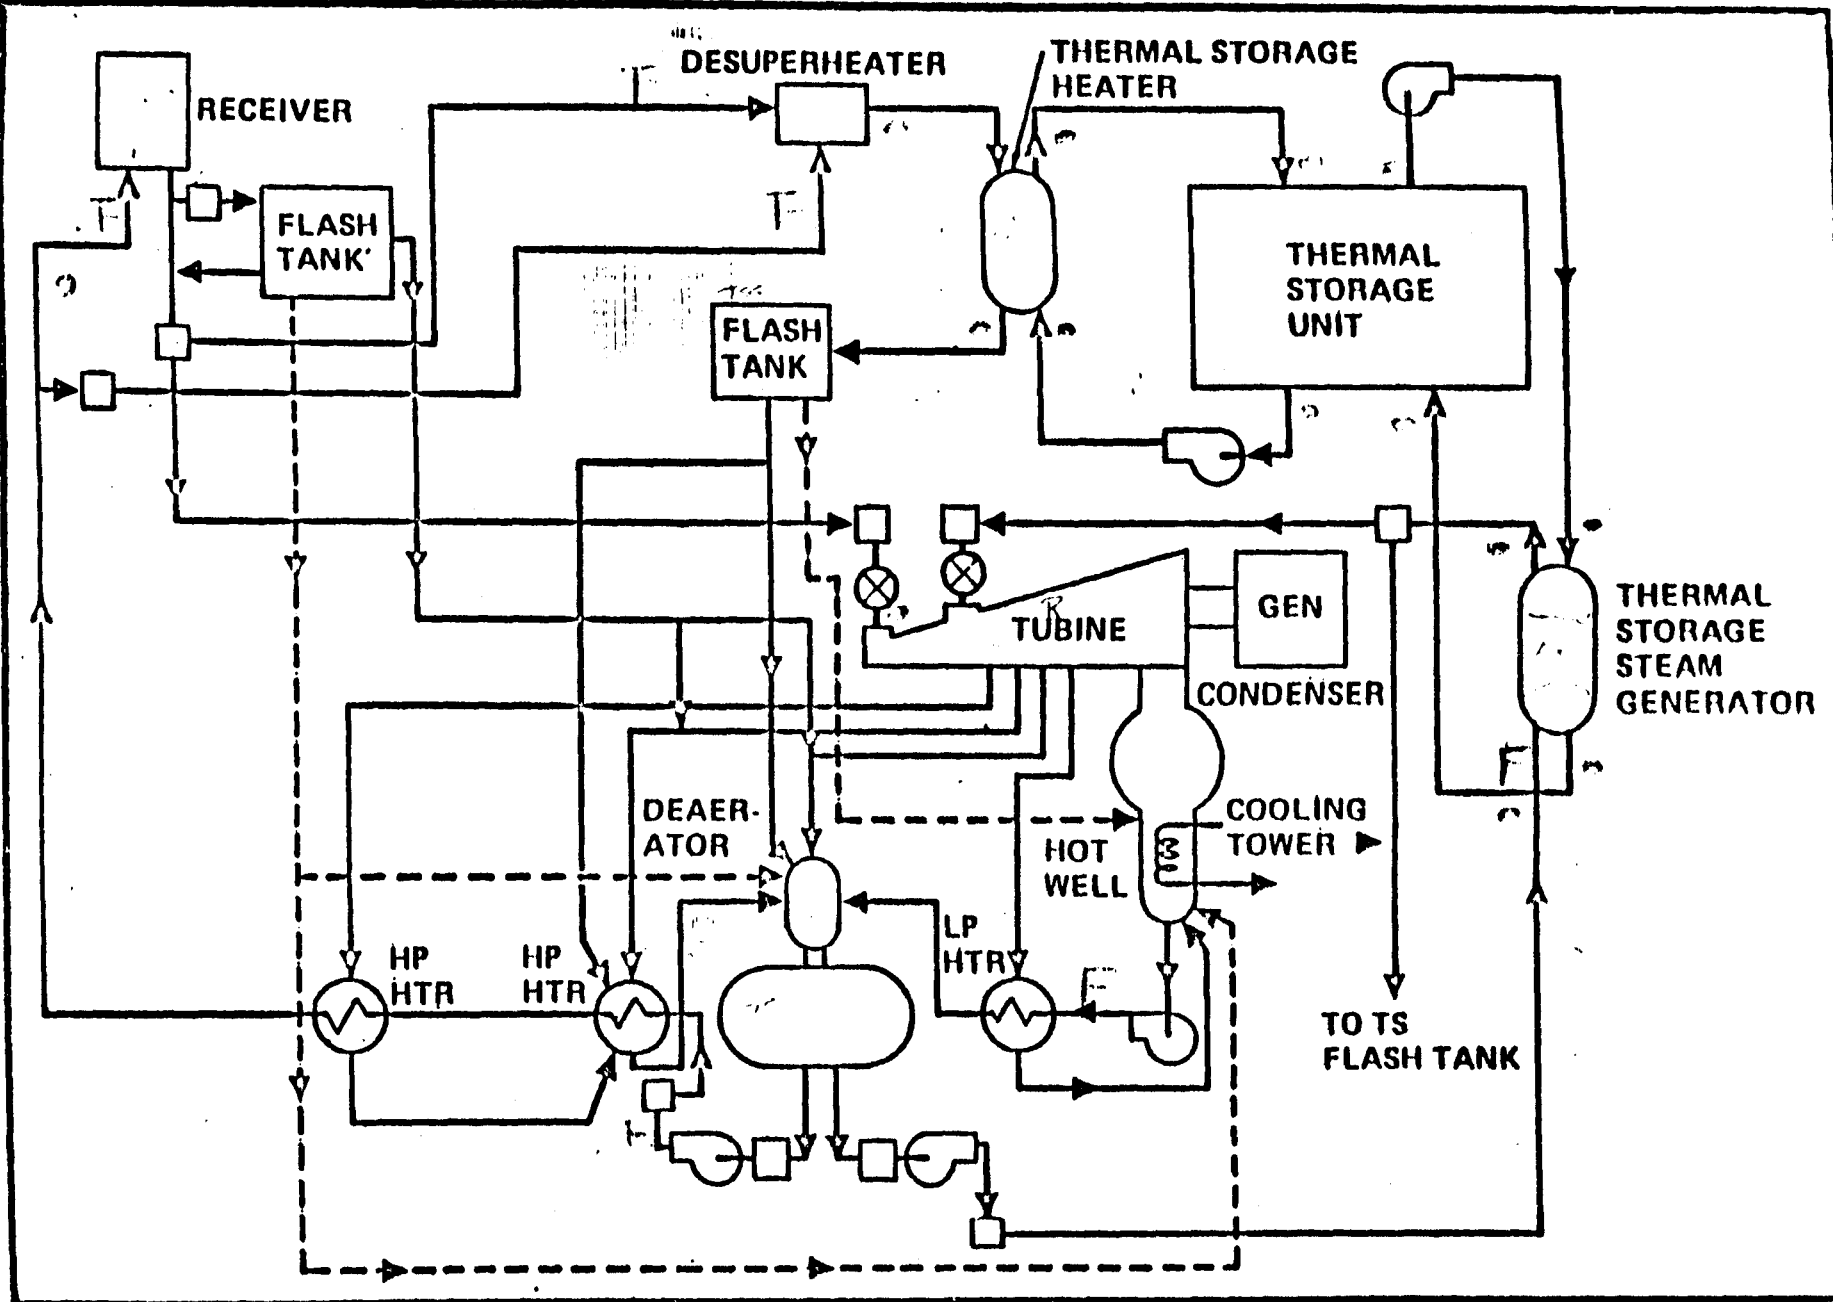 DESUPERHEATER
THERMAL STORAGE
HEATER
RECEIVER
FLASH
TANK
THERMAL
STORAGE
UNIT
FLASH
TANK
GEN
TUBINE
R
CONDENSER
THERMAL
STORAGE
STEAM
GENERATOR
DEAER-
ATOR
COOLING
TOWER
HOT
WELL
LP
HTR
HP
HTR
HP
HTR
TO TS
FLASH TANK
F
F
F
F
F
F